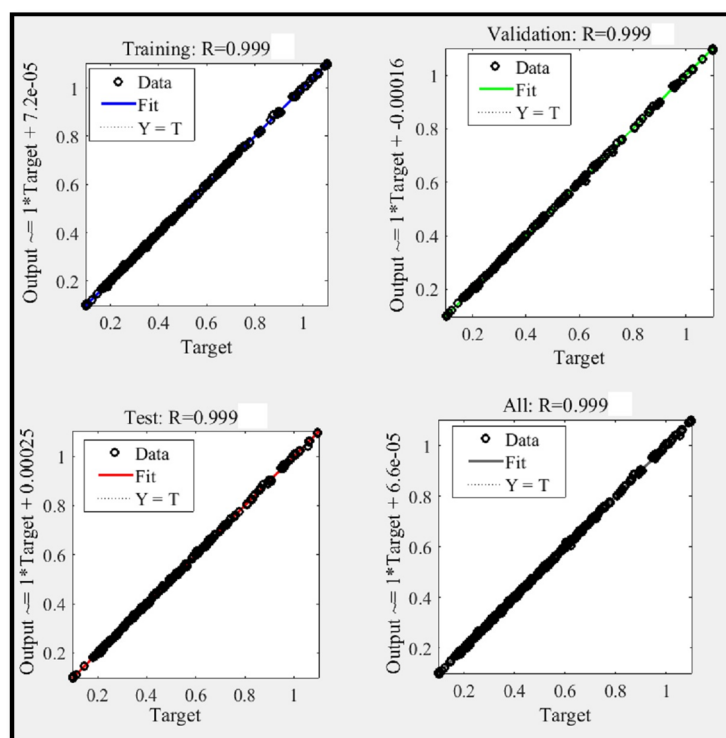 Training: R=0.999
Output ~= 1*Target + 7.2e-05
Data
Fit
Y = T
1
0.8
0.6
0.4
0.2
0.2 0.4 0.6 0.8 1
Target
Validation: R=0.999
Output ~= 1*Target + -0.00016
Data
Fit
Y = T
1
0.8
0.6
0.4
0.2
0.2 0.4 0.6 0.8 1
Target
Test: R=0.999
Output ~= 1*Target + 0.00025
Data
Fit
Y = T
1
0.8
0.6
0.4
0.2
0.2 0.4 0.6 0.8 1
Target
All: R=0.999
Output ~= 1*Target + 6.6e-05
Data
Fit
Y = T
1
0.8
0.6
0.4
0.2
0.2 0.4 0.6 0.8 1
Target